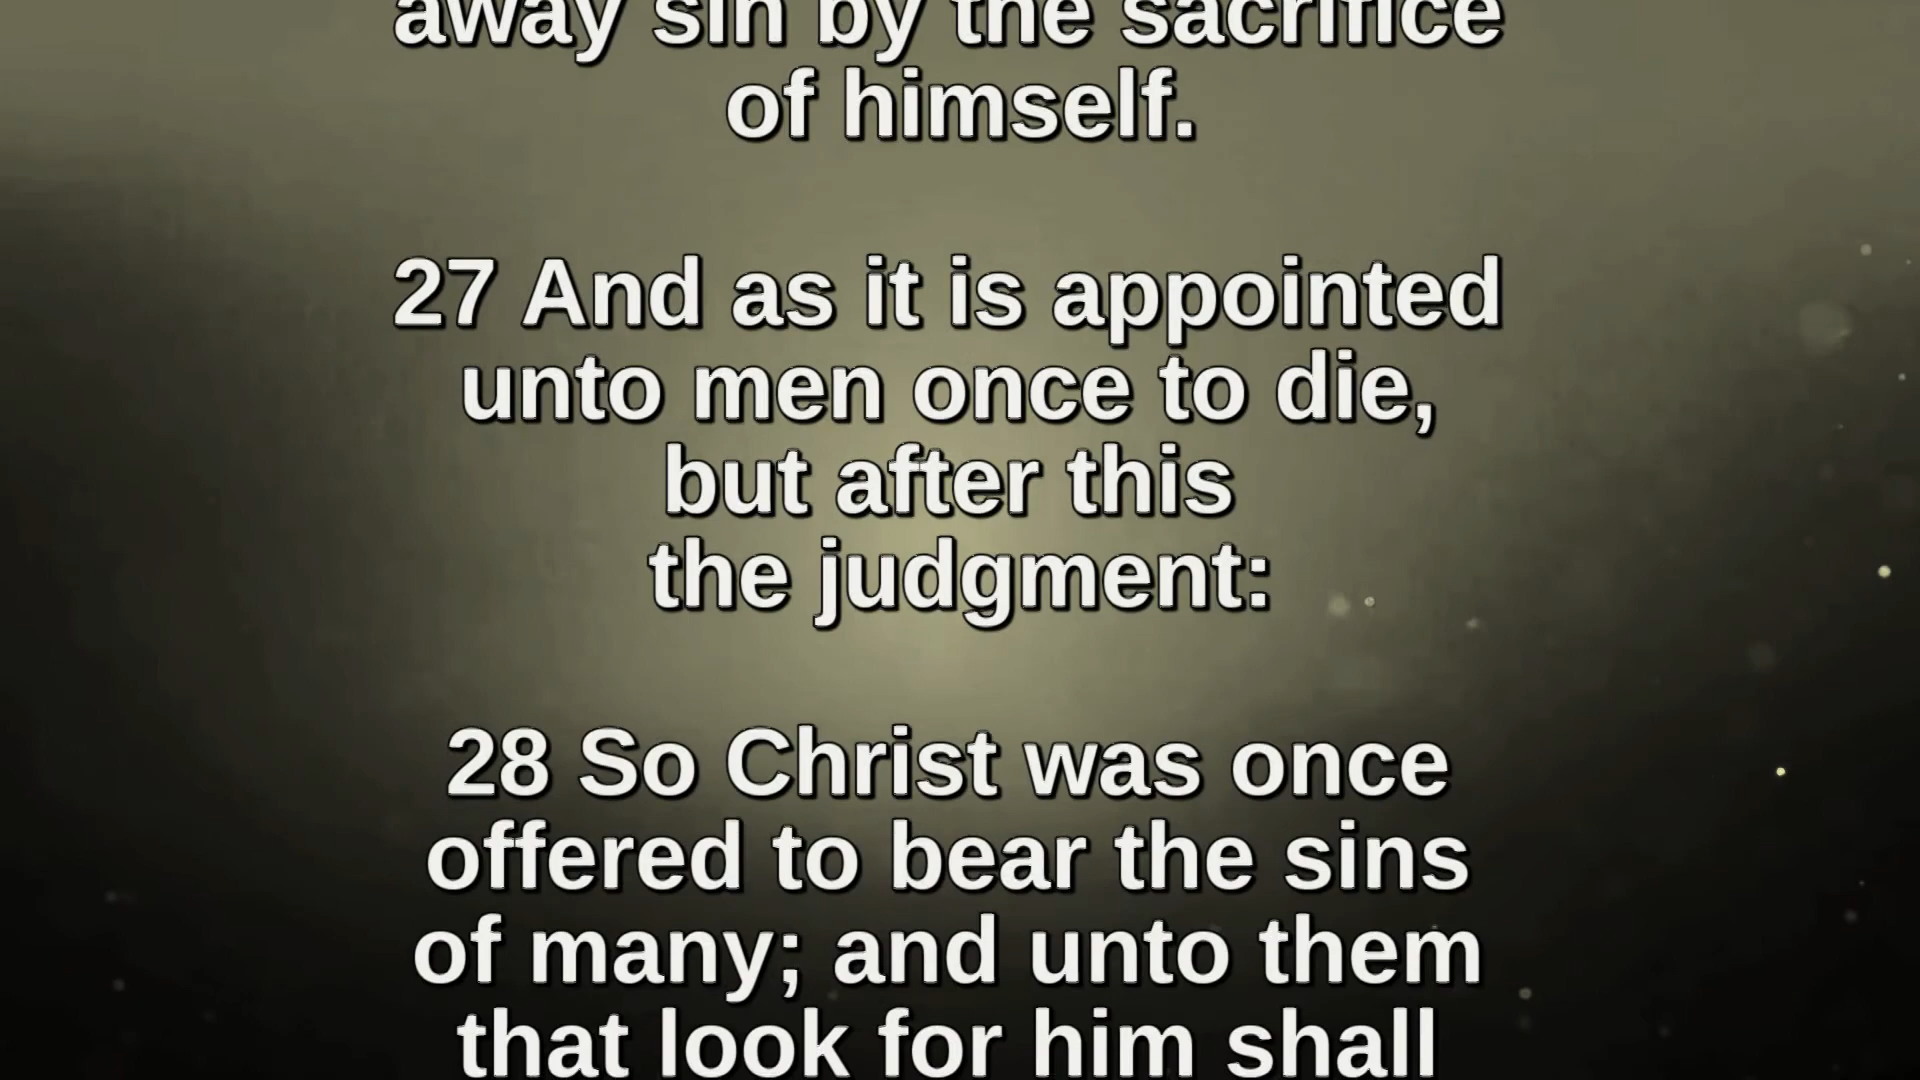 away sin by the sacrifice
of himself.
27 And as it is appointed
unto men once to die,
but after this
the judgment:
28 So Christ was once
offered to bear the sins
of many; and unto them
that look for him shall